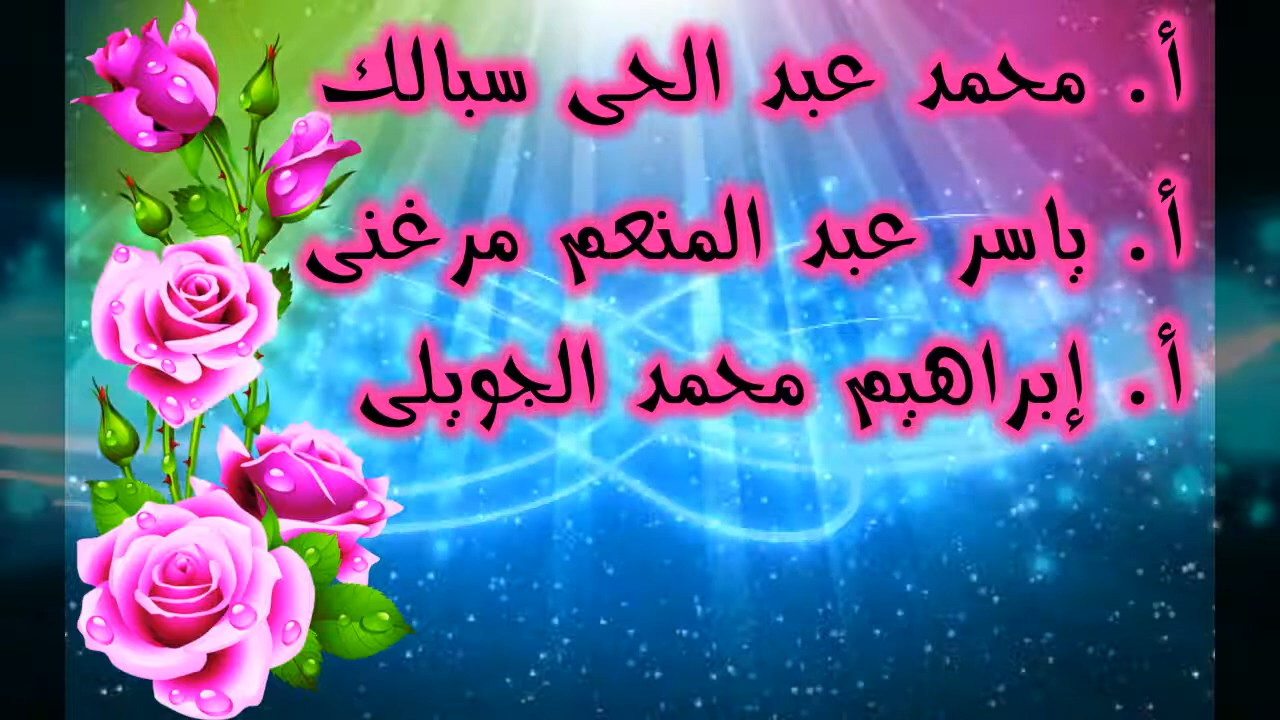 أ. محمد عبد الحى سبالك
أ. ياسر عبد المنعم مرغنى
أ. إبراهيم محمد الجويلى